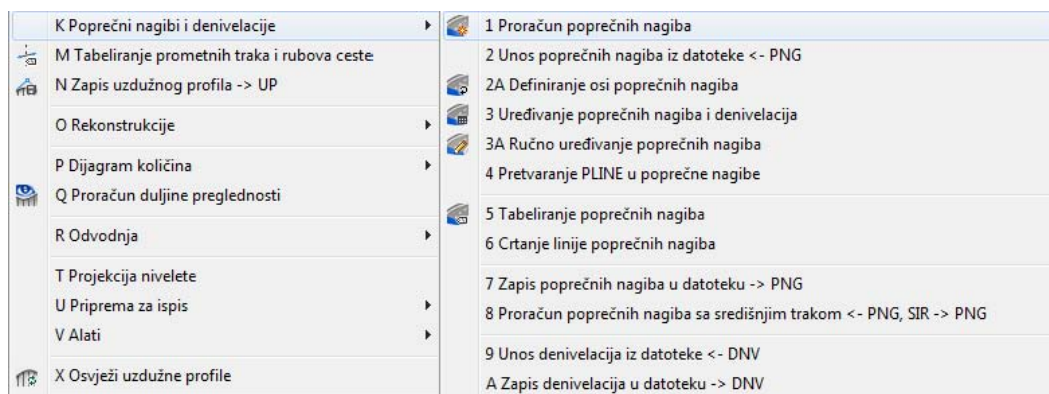 K Poprečni nagibi i denivelacije
M Tabeliranje prometnih traka i rubova ceste
N Zapis uzdužnog profila -> UP
O Rekonstrukcije
P Dijagram količina
Q Proračun duljine preglednosti
R Odvodnja
T Projekcija nivelete
U Priprema za ispis
V Alati
X Osvježi uzdužne profile
1 Proračun poprečnih nagiba
2 Unos poprečnih nagiba iz datoteke <- PNG
2A Definiranje osi poprečnih nagiba
3 Uređivanje poprečnih nagiba i denivelacija
3A Ručno uređivanje poprečnih nagiba
4 Pretvaranje PLINE u poprečne nagibe
5 Tabeliranje poprečnih nagiba
6 Crtanje linije poprečnih nagiba
7 Zapis poprečnih nagiba u datoteku -> PNG
8 Proračun poprečnih nagiba sa središnjim trakom <- PNG, SIR -> PNG
9 Unos denivelacija iz datoteke <- DNV
A Zapis denivelacija u datoteku -> DNV